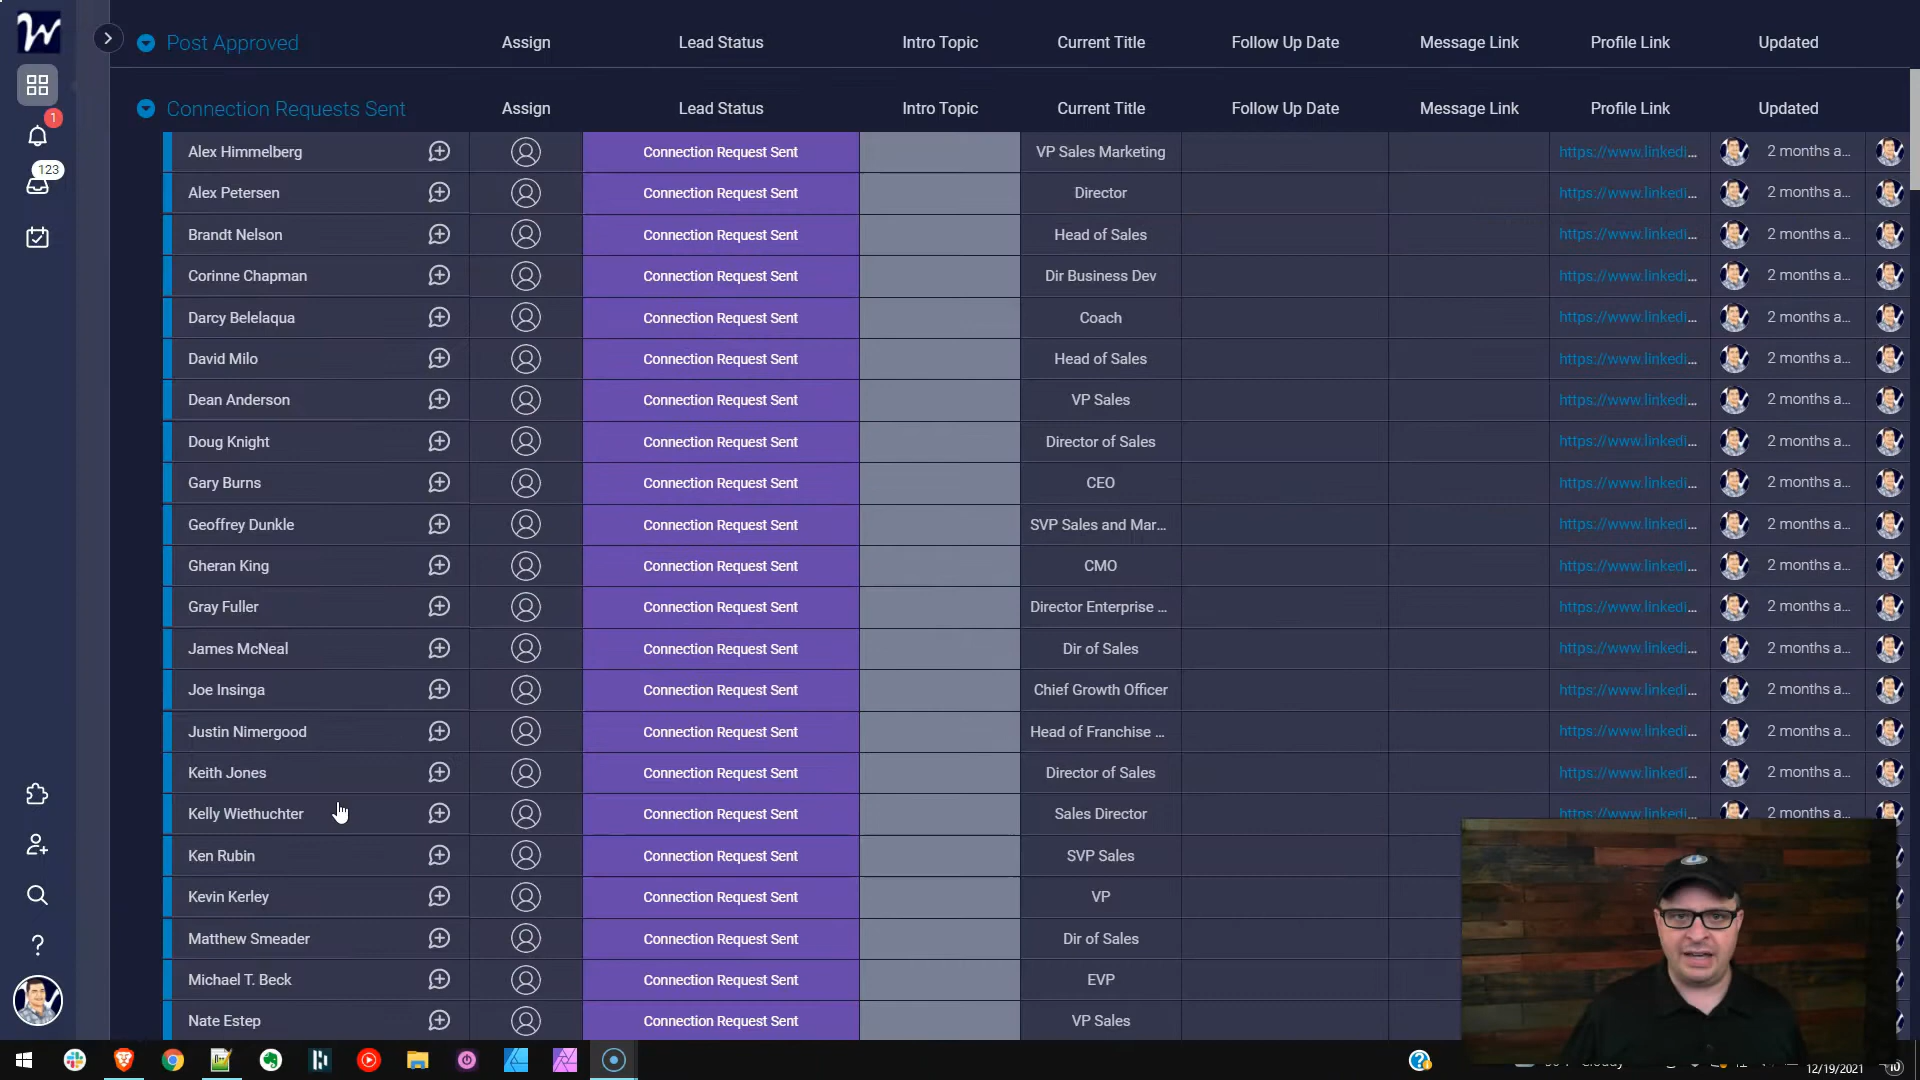 Post Approved Assign Lead Status Intro Topic Current Title Follow Up Date Message Link Profile Link Updated
1
Connection Requests Sent Assign Lead Status Intro Topic Current Title Follow Up Date Message Link Profile Link Updated
Alex Himmelberg Connection Request Sent VP Sales Marketing https://www.linkedi... 2 months a...
123
Alex Petersen Connection Request Sent Director https://www.linkedi... 2 months a...
Brandt Nelson Connection Request Sent Head of Sales https://www.linkedi... 2 months a...
Corinne Chapman Connection Request Sent Dir Business Dev https://www.linkedi... 2 months a...
Darcy Belelaqua Connection Request Sent Coach https://www.linkedi... 2 months a...
David Milo Connection Request Sent Head of Sales https://www.linkedi... 2 months a...
Dean Anderson Connection Request Sent VP Sales https://www.linkedi... 2 months a...
Doug Knight Connection Request Sent Director of Sales https://www.linkedi... 2 months a...
Gary Burns Connection Request Sent CEO https://www.linkedi... 2 months a...
Geoffrey Dunkle Connection Request Sent SVP Sales and Mar... https://www.linkedi... 2 months a...
Gheran King Connection Request Sent CMO https://www.linkedi... 2 months a...
Gray Fuller Connection Request Sent Director Enterprise ... https://www.linkedi... 2 months a...
James McNeal Connection Request Sent Dir of Sales https://www.linkedi... 2 months a...
Joe Insinga Connection Request Sent Chief Growth Officer https://www.linkedi... 2 months a...
Justin Nimergood Connection Request Sent Head of Franchise ... https://www.linkedi... 2 months a...
Keith Jones Connection Request Sent Director of Sales https://www.linkedi... 2 months a...
Kelly Wiethuchter Connection Request Sent Sales Director https://www.linkedi... 2 months a...
Ken Rubin Connection Request Sent SVP Sales
Kevin Kerley Connection Request Sent VP
Matthew Smeader Connection Request Sent Dir of Sales
Michael T. Beck Connection Request Sent EVP
Nate Estep Connection Request Sent VP Sales
12/19/2021 10